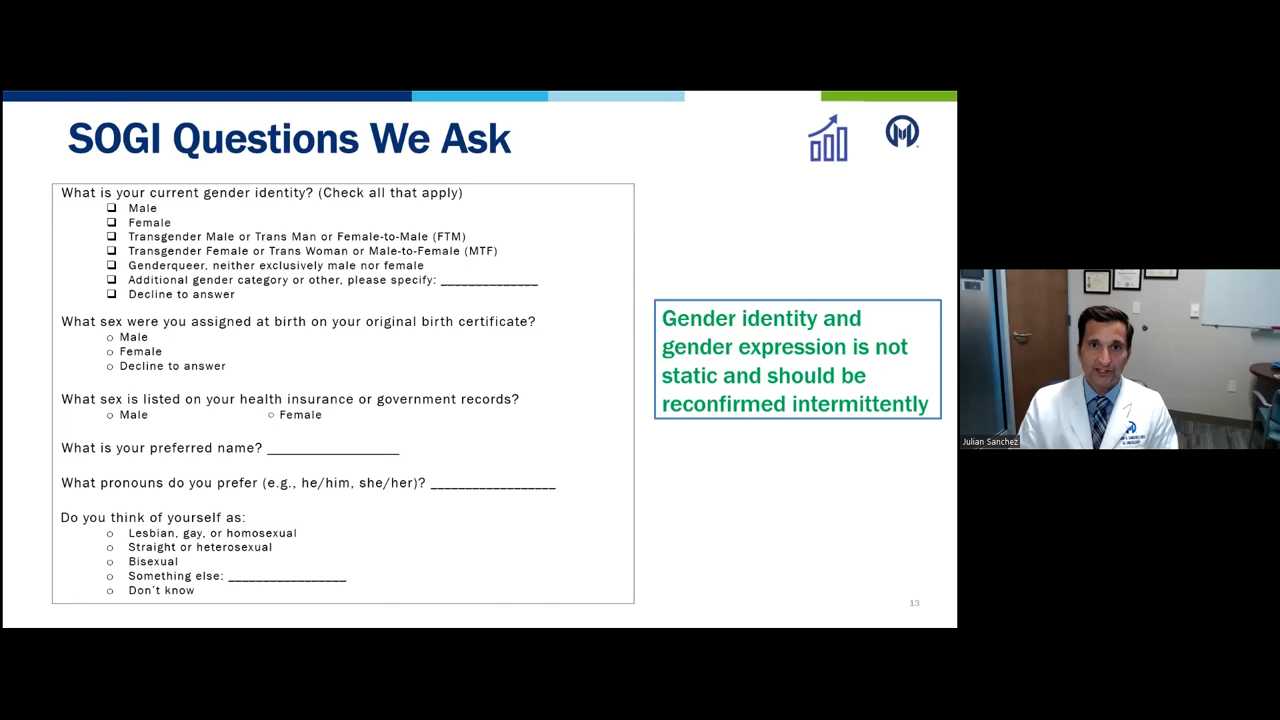 SOGI Questions We Ask
What is your current gender identity? (Check all that apply)
Male
Female
Transgender Male or Trans Man or Female-to-Male (FTM)
Transgender Female or Trans Woman or Male-to-Female (MTF)
Genderqueer, neither exclusively male nor female
Additional gender category or other, please specify: ______________
Decline to answer
What sex were you assigned at birth on your original birth certificate?
Male
Female
Decline to answer
What sex is listed on your health insurance or government records?
Male Female
What is your preferred name? _________________
What pronouns do you prefer (e.g., he/him, she/her)? __________________
Do you think of yourself as:
Lesbian, gay, or homosexual
Straight or heterosexual
Bisexual
Something else: _________________
Don't know
Gender identity and
gender expression is not
static and should be
reconfirmed intermittently
13
Julian Sanchez